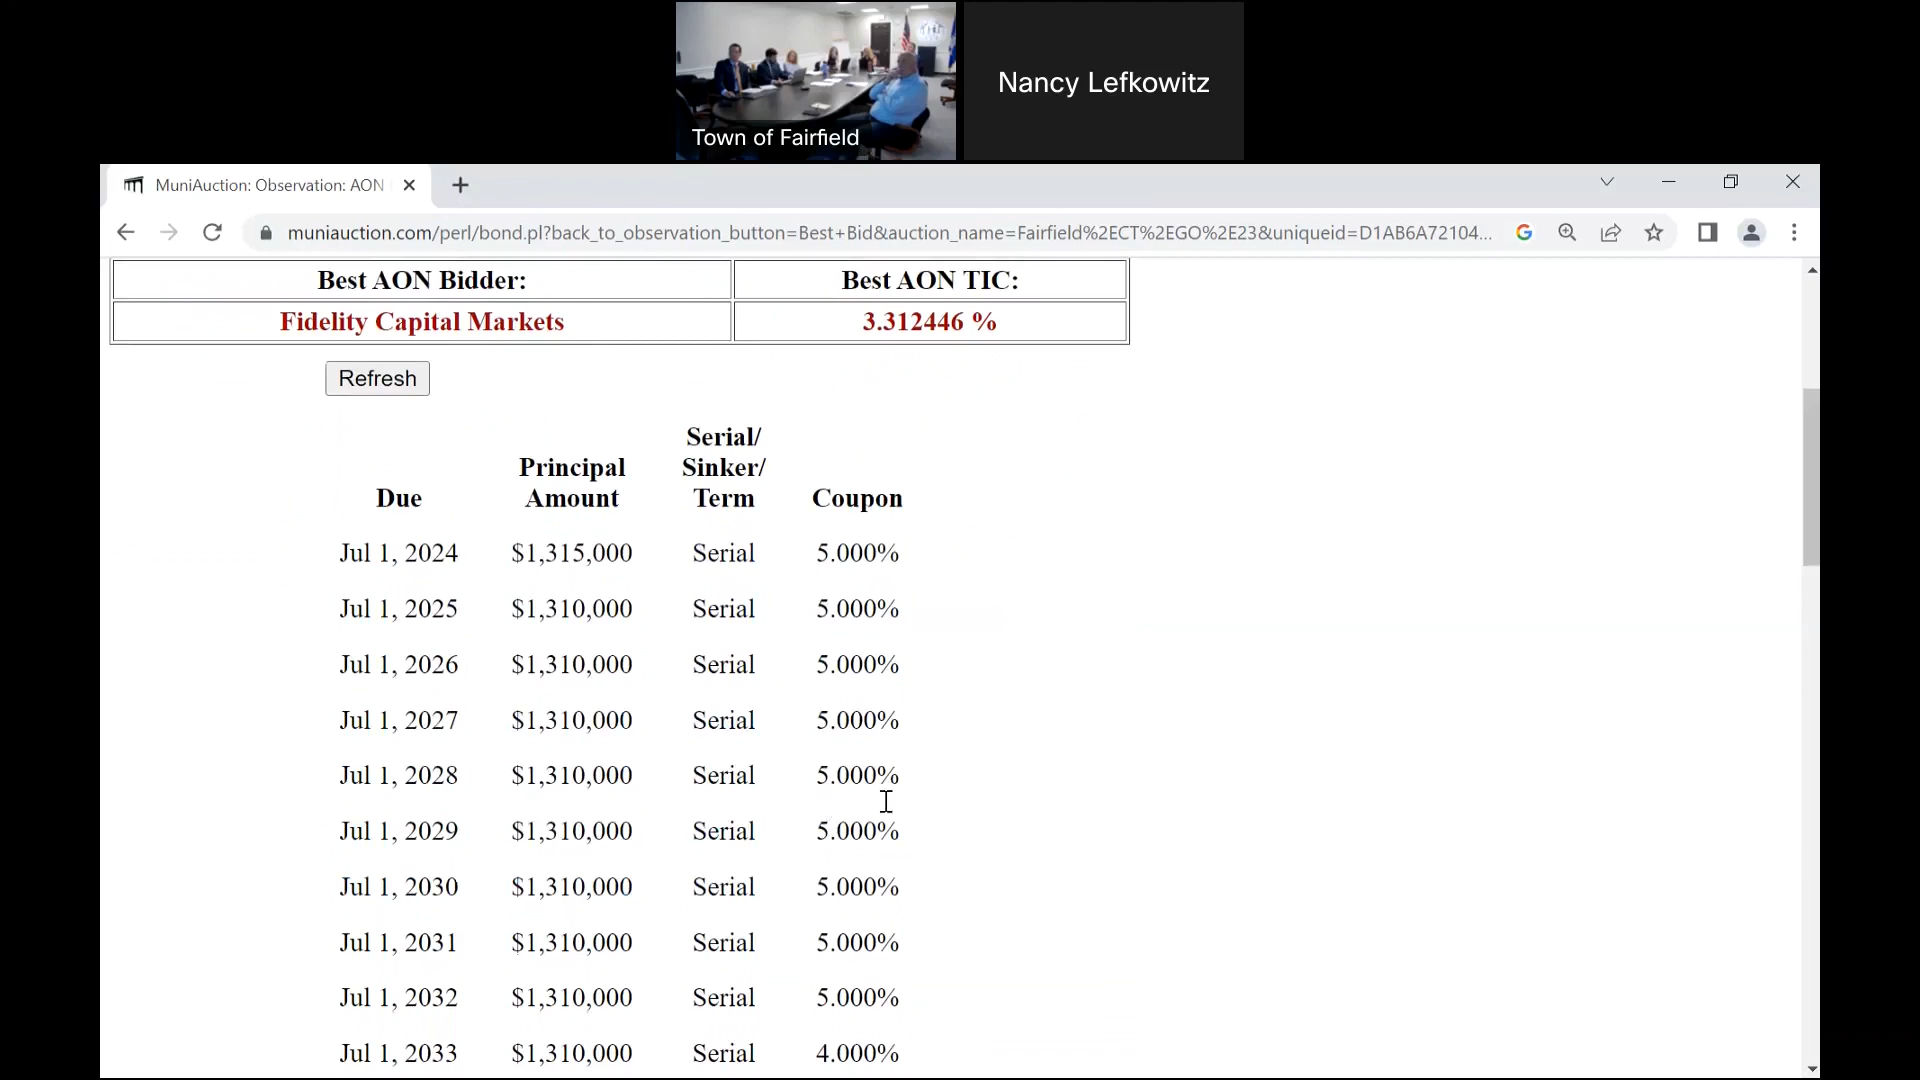 Town of Fairfield
Nancy Lefkowitz
MuniAuction: Observation: AON
muniauction.com/perl/bond.pl?back_to_observation_button=Best+Bid&auction_name=Fairfield%2ECT%2EGO%2E23&uniqueid=D1AB6A72104...
Best AON Bidder: Best AON TIC:
Fidelity Capital Markets 3.312446 %
Refresh
Serial/
Principal Sinker/
Due Amount Term Coupon
Jul 1, 2024 $1,315,000 Serial 5.000%
Jul 1, 2025 $1,310,000 Serial 5.000%
Jul 1, 2026 $1,310,000 Serial 5.000%
Jul 1, 2027 $1,310,000 Serial 5.000%
Jul 1, 2028 $1,310,000 Serial 5.000%
Jul 1, 2029 $1,310,000 Serial 5.000%
Jul 1, 2030 $1,310,000 Serial 5.000%
Jul 1, 2031 $1,310,000 Serial 5.000%
Jul 1, 2032 $1,310,000 Serial 5.000%
Jul 1, 2033 $1,310,000 Serial 4.000%